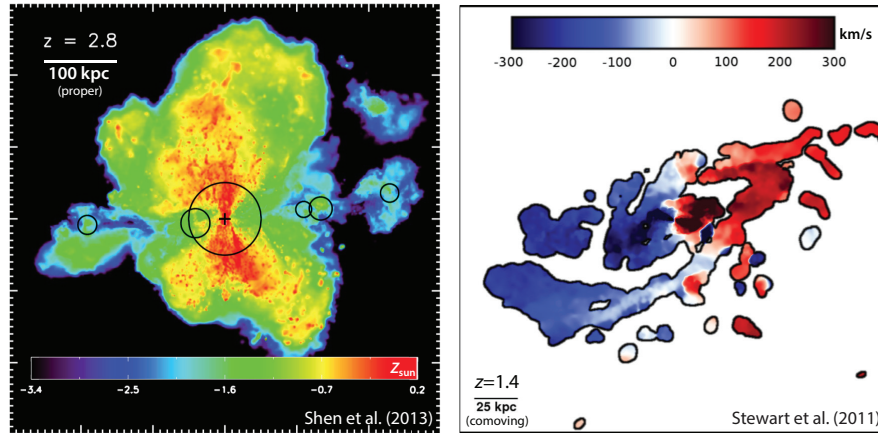 z = 2.8
100 kpc
(proper)
Z sun
-3.4 -2.5 -1.6 -0.7 0.2
Shen et al. (2013)
km/s
-300 -200 -100 0 100 200 300
z=1.4
25 kpc
(comoving)
Stewart et al. (2011)